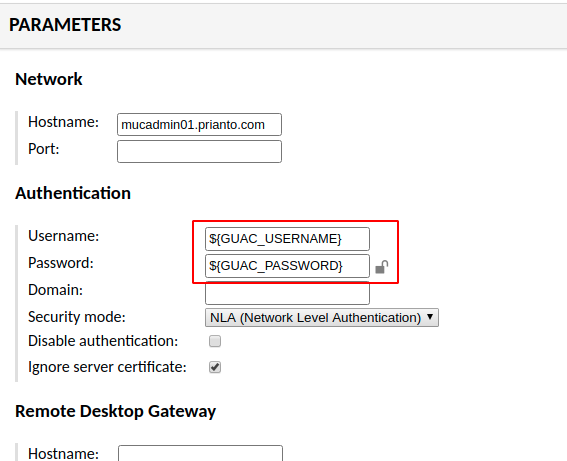 PARAMETERS
Network
Hostname: mucadmin01.prianto.com
Port:
Authentication
Username: ${GUAC_USERNAME}
Password: ${GUAC_PASSWORD}
Domain:
Security mode: NLA (Network Level Authentication)
Disable authentication:
Ignore server certificate:
Remote Desktop Gateway
Hostname: